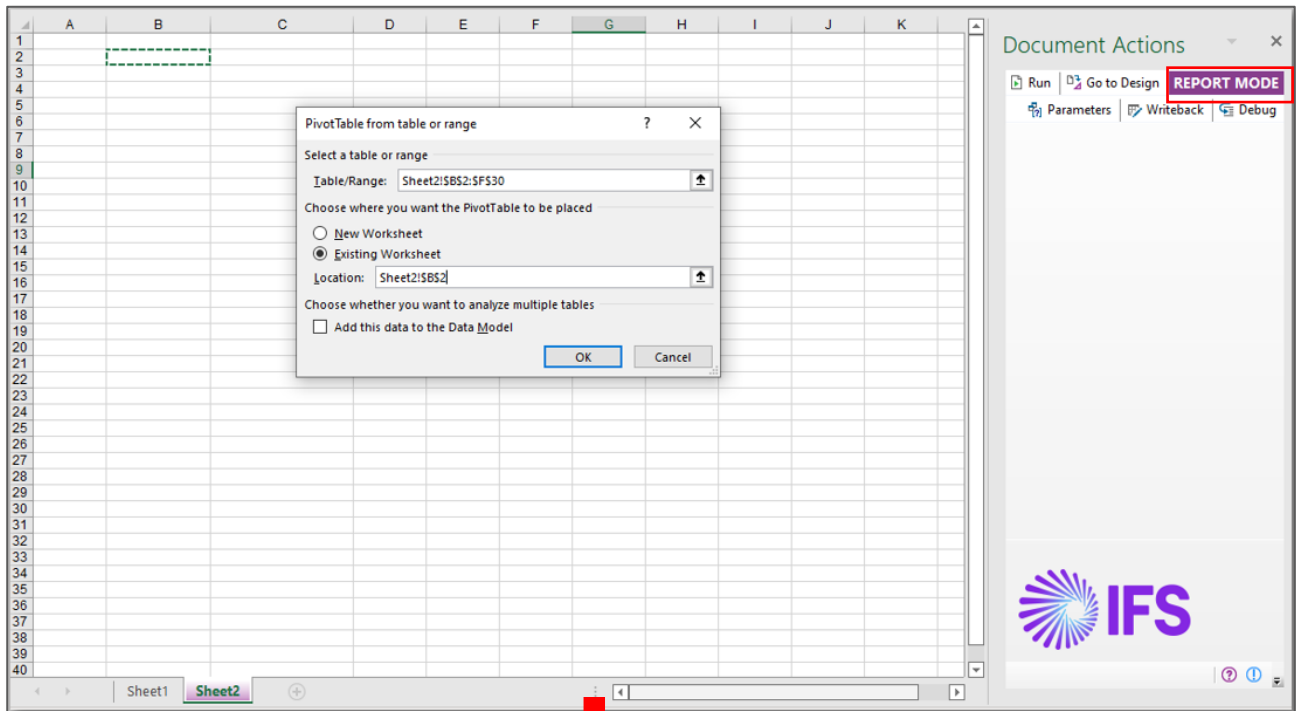 A B C D E F G H I J K
Document Actions
1
2
3
4
Run Go to Design REPORT MODE
5
Parameters Writeback Debug
6
PivotTable from table or range ? ×
7
8
Select a table or range
9
10
Table/Range: Sheet2!$B$2:$F$30
11
12
Choose where you want the PivotTable to be placed
13
New Worksheet
14
Existing Worksheet
15
16
Location: Sheet2!$B$2
17
18
Choose whether you want to analyze multiple tables
19
Add this data to the Data Model
20
21
OK Cancel
22
23
24
25
26
27
28
29
30
31
32
33
34
35
36
37
38
39
40
IFS
Sheet1 Sheet2